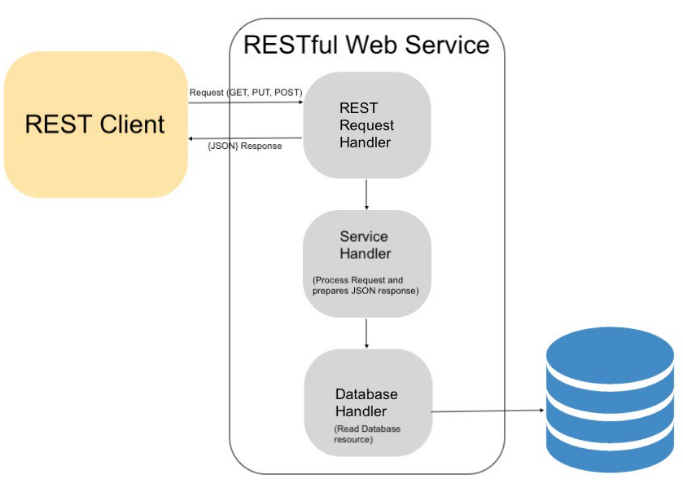 RESTful Web Service
REST Client
Request (GET, PUT, POST)
{JSON} Response
REST
Request
Handler
Service
Handler
(Process Request and
prepares JSON response)
Database
Handler
(Read Database
resource)